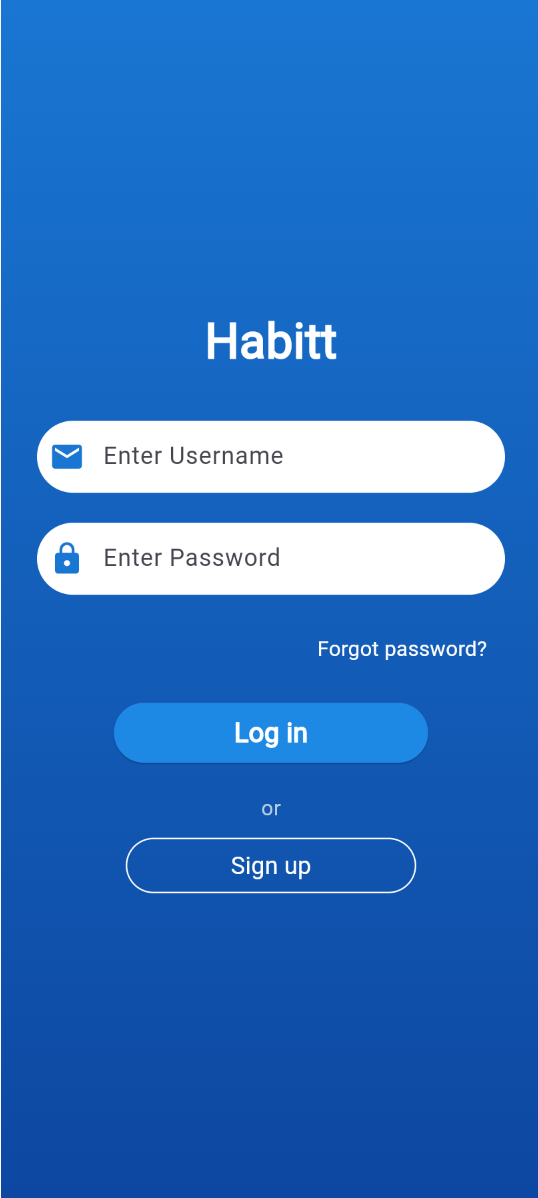 Habitt
Enter Username
Enter Password
Forgot password?
Log in
or
Sign up